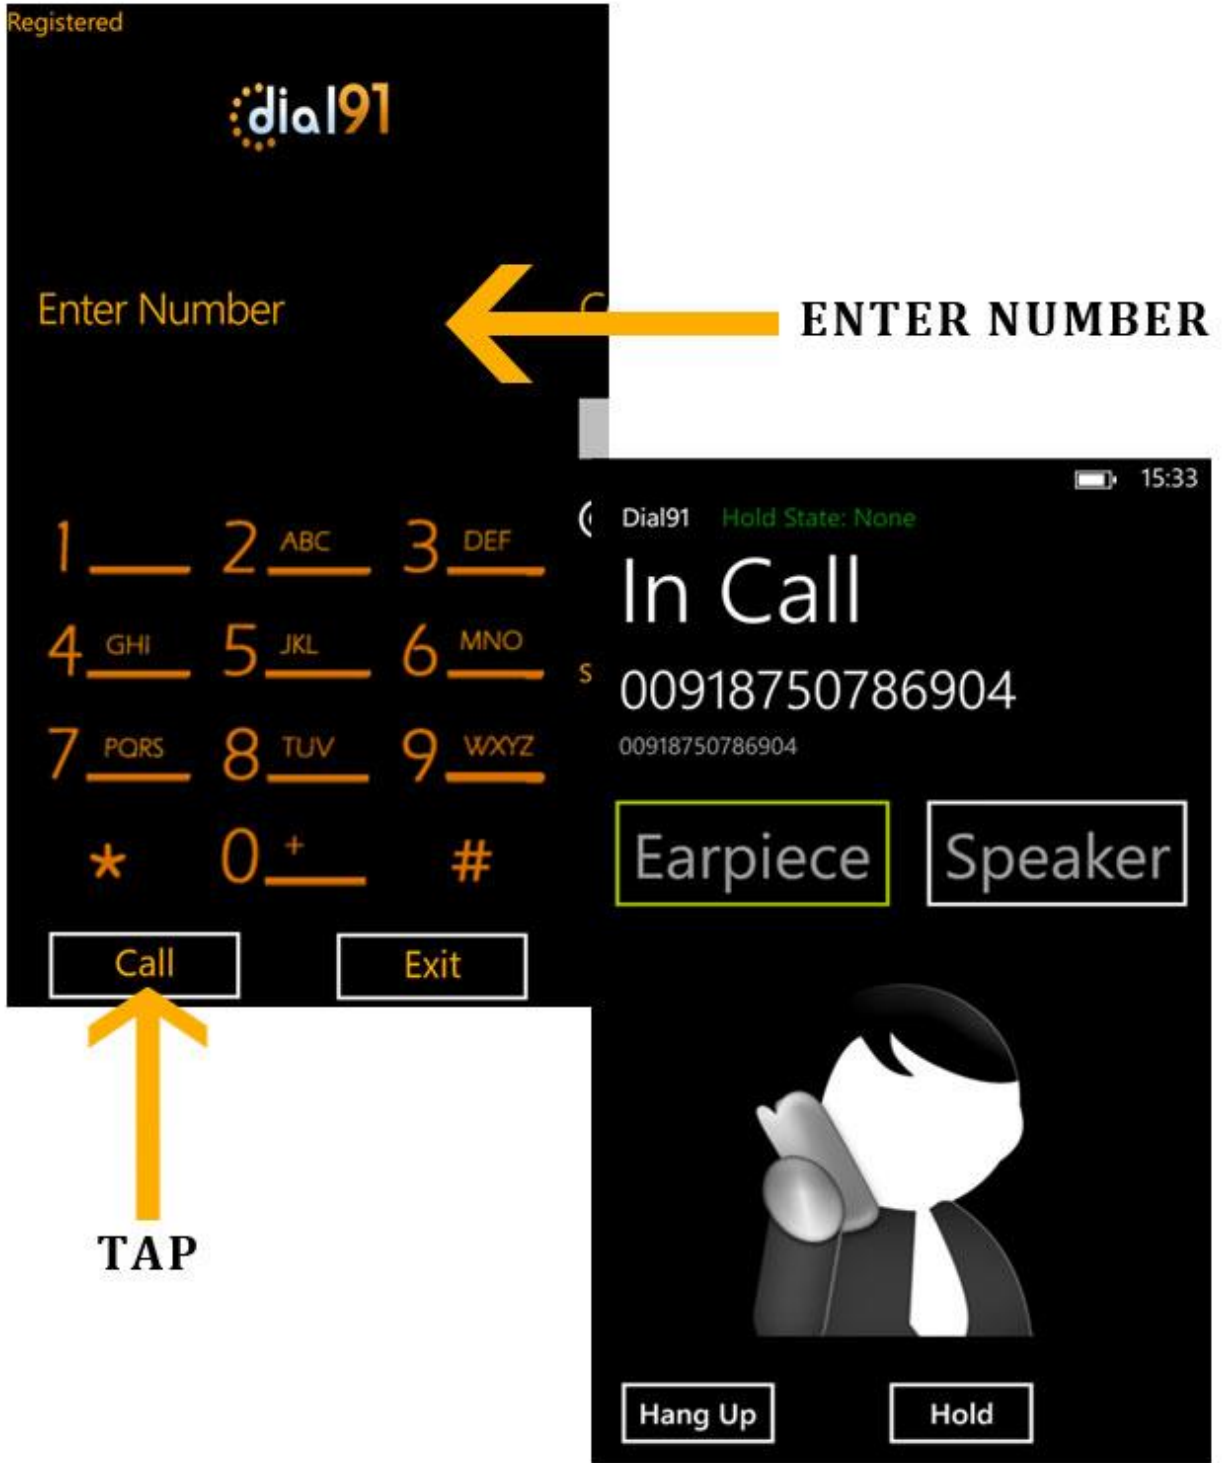 Registered
dial91
Enter Number
ENTER NUMBER
1 2 ABC 3 DEF
4 GHI 5 JKL 6 MNO
7 PQRS 8 TUV 9 WXYZ
* 0 + #
Call Exit
TAP
15:33
Dial91 Hold State: None
In Call
00918750786904
00918750786904
Earpiece Speaker
Hang Up Hold